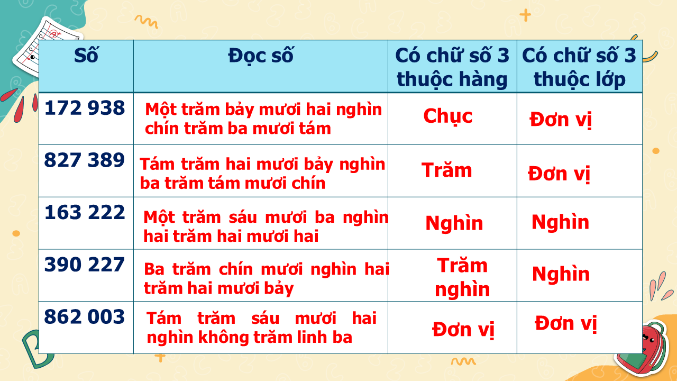 Số Đọc số Có chữ số 3 Có chữ số 3
thuộc hàng thuộc lớp
172 938 Một trăm bảy mươi hai nghìn Chục Đơn vị
chín trăm ba mươi tám
827 389 Tám trăm hai mươi bảy nghìn Trăm Đơn vị
ba trăm tám mươi chín
163 222 Một trăm sáu mươi ba nghìn Nghìn Nghìn
hai trăm hai mươi hai
390 227 Ba trăm chín mươi nghìn hai Trăm Nghìn
trăm hai mươi bảy nghìn
862 003 Tám trăm sáu mươi hai Đơn vị Đơn vị
nghìn không trăm linh ba